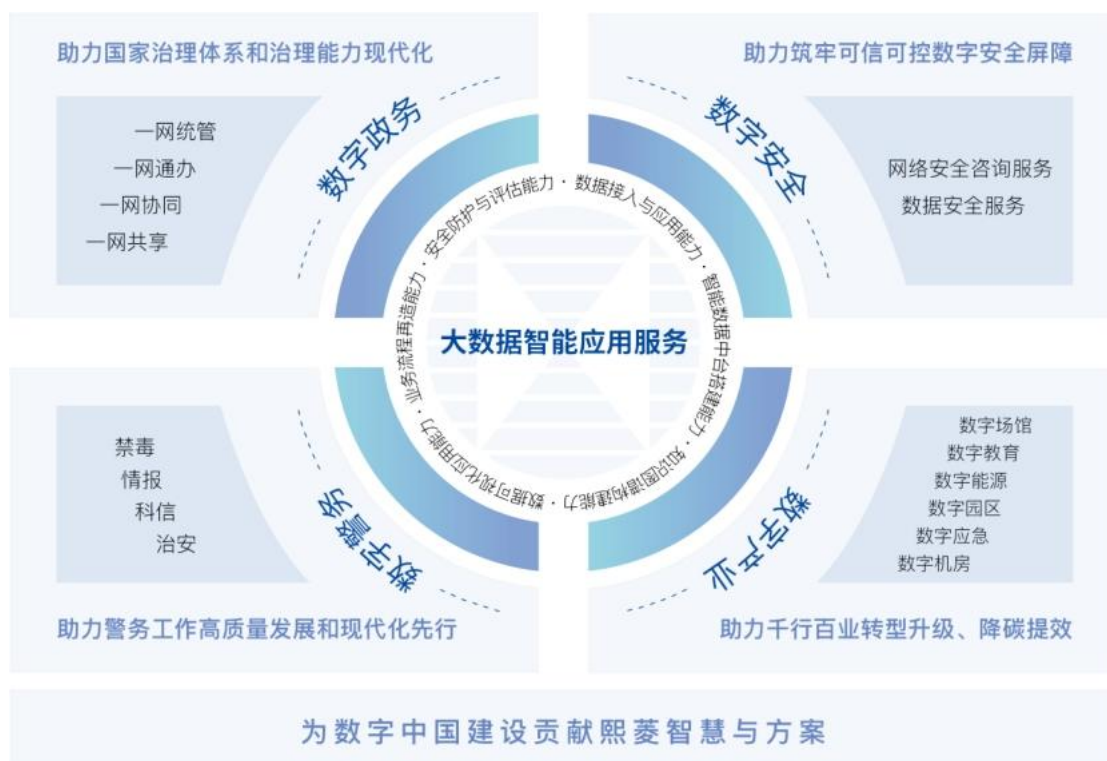 助力国家治理体系和治理能力现代化
数字政务
一网统管
一网通办
一网协同
一网共享
助力筑牢可信可控数字安全屏障
数字安全
网络安全咨询服务
数据安全服务
大数据智能应用服务
安全防护与评估能力·数据接入与应用能力·智能数据中台搭建能力·知识图谱构建能力·数据可视化应用能力·业务流程再造能力·
数字警务
禁毒
情报
科信
治安
助力警务工作高质量发展和现代化先行
数字产业
数字场馆
数字教育
数字能源
数字园区
数字应急
数字机房
助力千行百业转型升级、降碳提效
为数字中国建设贡献熙菱智慧与方案